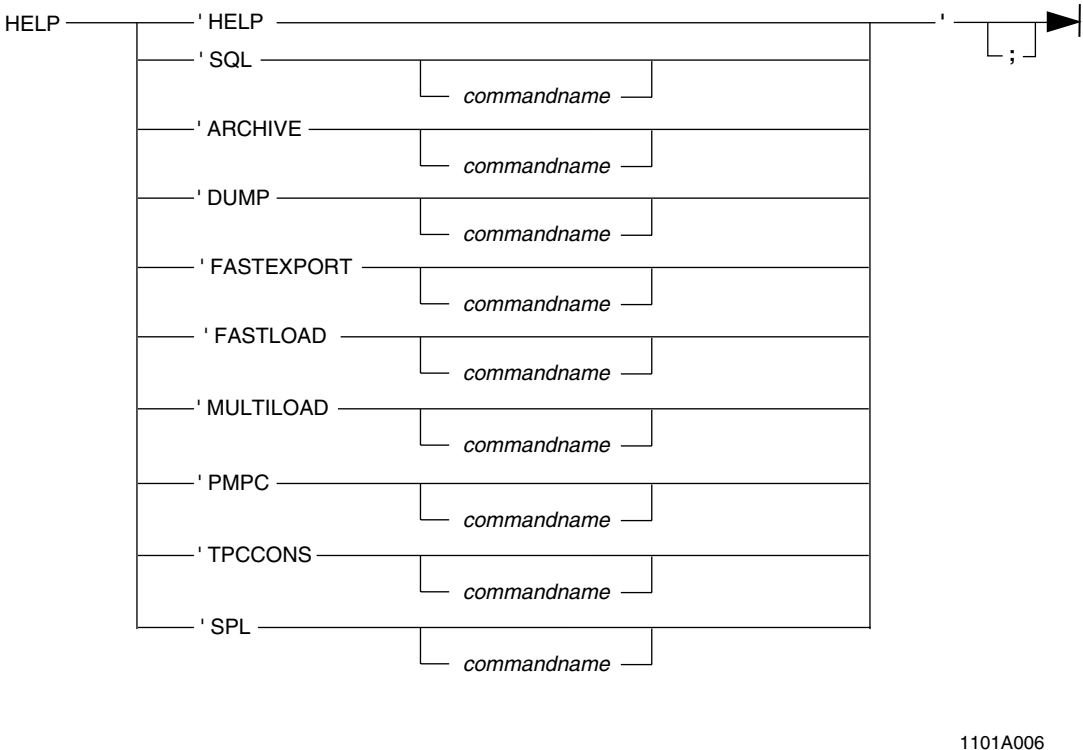 HELP ' HELP ' ;
' SQL
commandname
' ARCHIVE
commandname
' DUMP
commandname
' FASTEXPORT
commandname
' FASTLOAD
commandname
' MULTILOAD
commandname
' PMPC
commandname
' TPCCONS
commandname
' SPL
commandname
1101A006